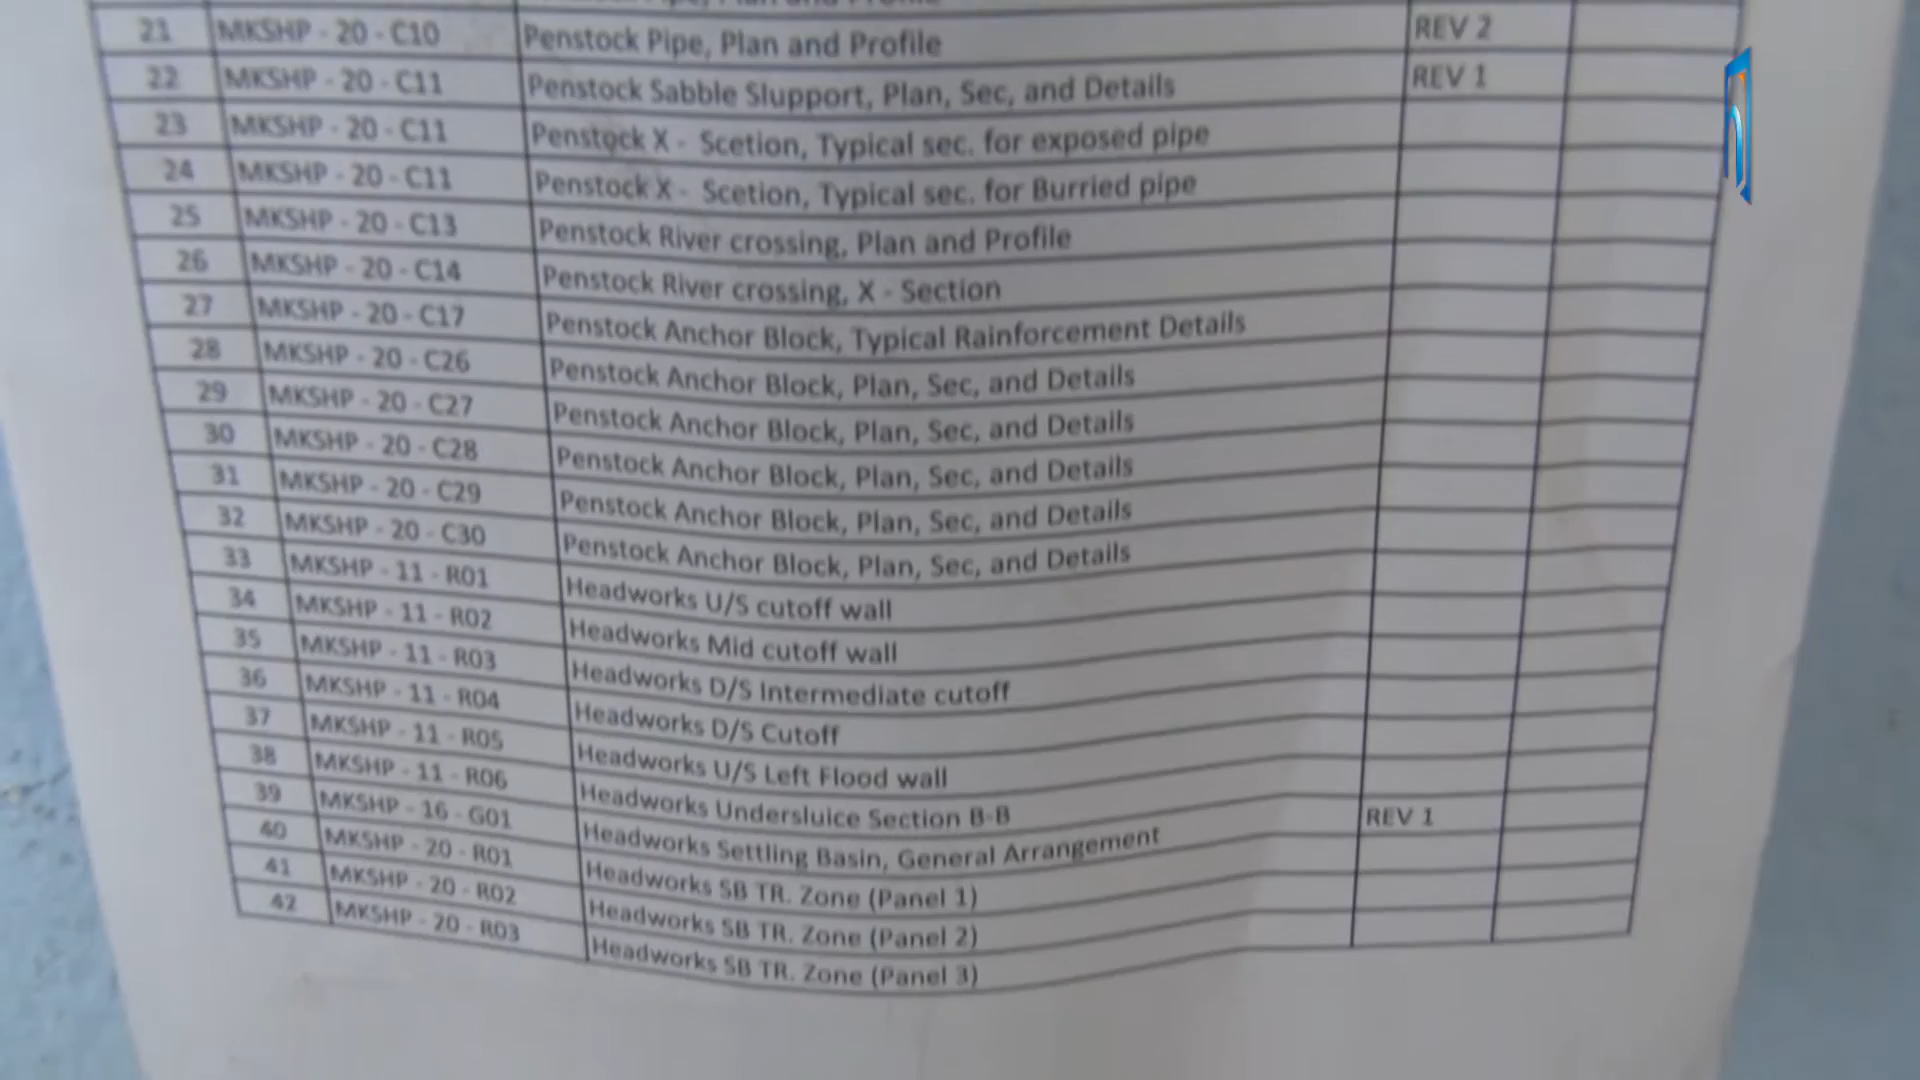 21 MKSHP - 20 - C10 Penstock Pipe, Plan and Profile REV 2
22 MKSHP - 20 - C11 Penstock Sabble Slupport, Plan, Sec, and Details REV 1
23 MKSHP - 20 - C11 Penstock X - Scetion, Typical sec. for exposed pipe
24 MKSHP - 20 - C11 Penstock X - Scetion, Typical sec. for Burried pipe
25 MKSHP - 20 - C13 Penstock River crossing, Plan and Profile
26 MKSHP - 20 - C14 Penstock River crossing, X - Section
27 MKSHP - 20 - C17 Penstock Anchor Block, Typical Rainforcement Details
28 MKSHP - 20 - C26 Penstock Anchor Block, Plan, Sec, and Details
29 MKSHP - 20 - C27 Penstock Anchor Block, Plan, Sec, and Details
30 MKSHP - 20 - C28 Penstock Anchor Block, Plan, Sec, and Details
31 MKSHP - 20 - C29 Penstock Anchor Block, Plan, Sec, and Details
32 MKSHP - 20 - C30 Penstock Anchor Block, Plan, Sec, and Details
33 MKSHP - 11 - R01 Headworks U/S cutoff wall
34 MKSHP - 11 - R02 Headworks Mid cutoff wall
35 MKSHP - 11 - R03 Headworks D/S Intermediate cutoff
36 MKSHP - 11 - R04 Headworks D/S Cutoff
37 MKSHP - 11 - R05 Headworks U/S Left Flood wall
38 MKSHP - 11 - R06 Headworks Undersluice Section B-B
39 MKSHP - 16 - G01 Headworks Settling Basin, General Arrangement REV 1
40 MKSHP - 20 - R01 Headworks SB TR. Zone (Panel 1)
41 MKSHP - 20 - R02 Headworks SB TR. Zone (Panel 2)
42 MKSHP - 20 - R03 Headworks SB TR. Zone (Panel 3)